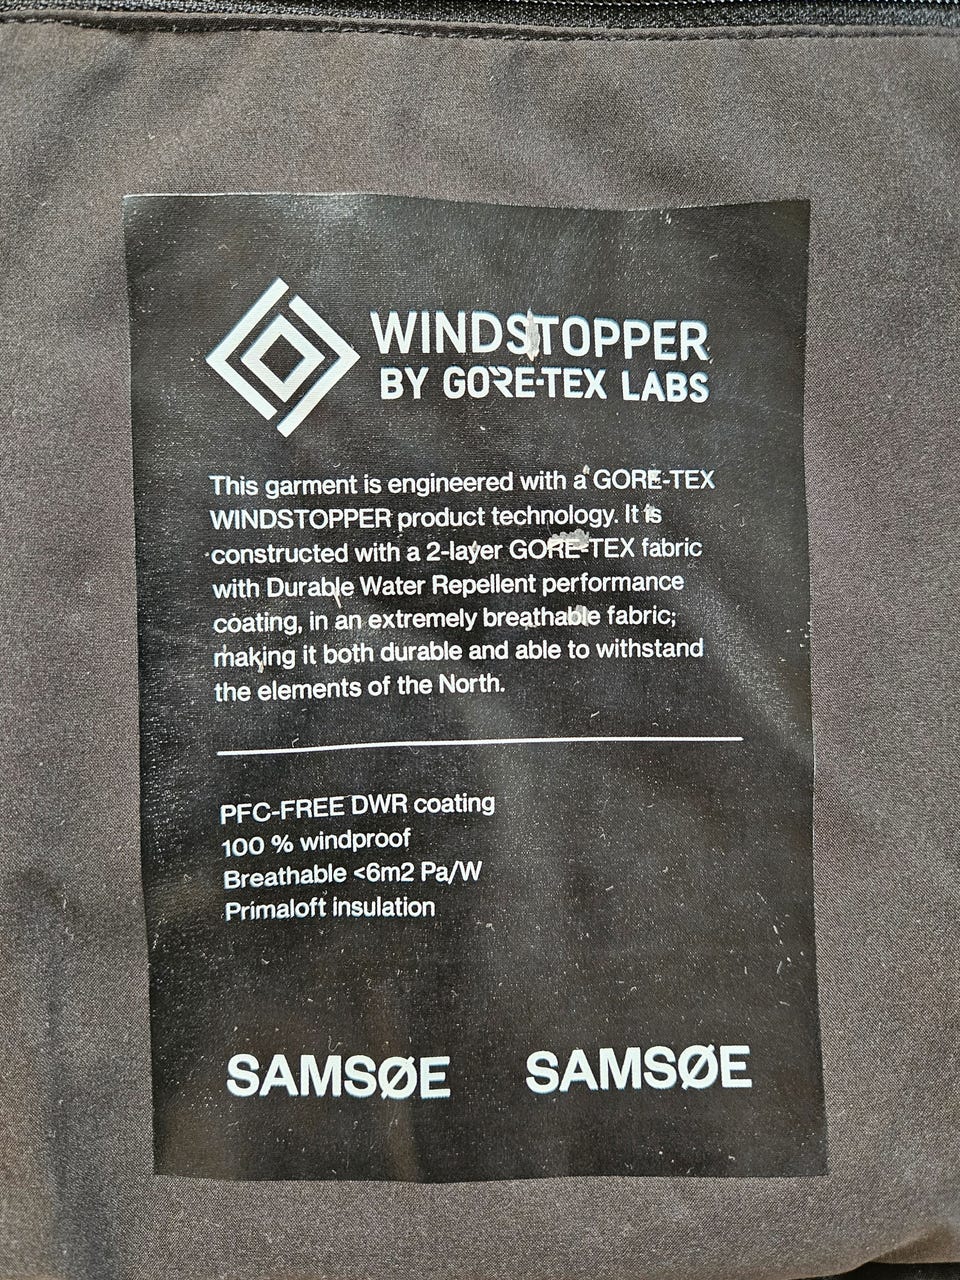 WINDSTOPPER
BY GORE-TEX LABS
This garment is engineered with a GORE-TEX
WINDSTOPPER product technology. It is
constructed with a 2-layer GORE-TEX fabric
with Durable Water Repellent performance
coating, in an extremely breathable fabric;
making it both durable and able to withstand
the elements of the North.
PFC-FREE DWR coating
100 % windproof
Breathable <6m2 Pa/W
Primaloft insulation
SAMSØE SAMSØE